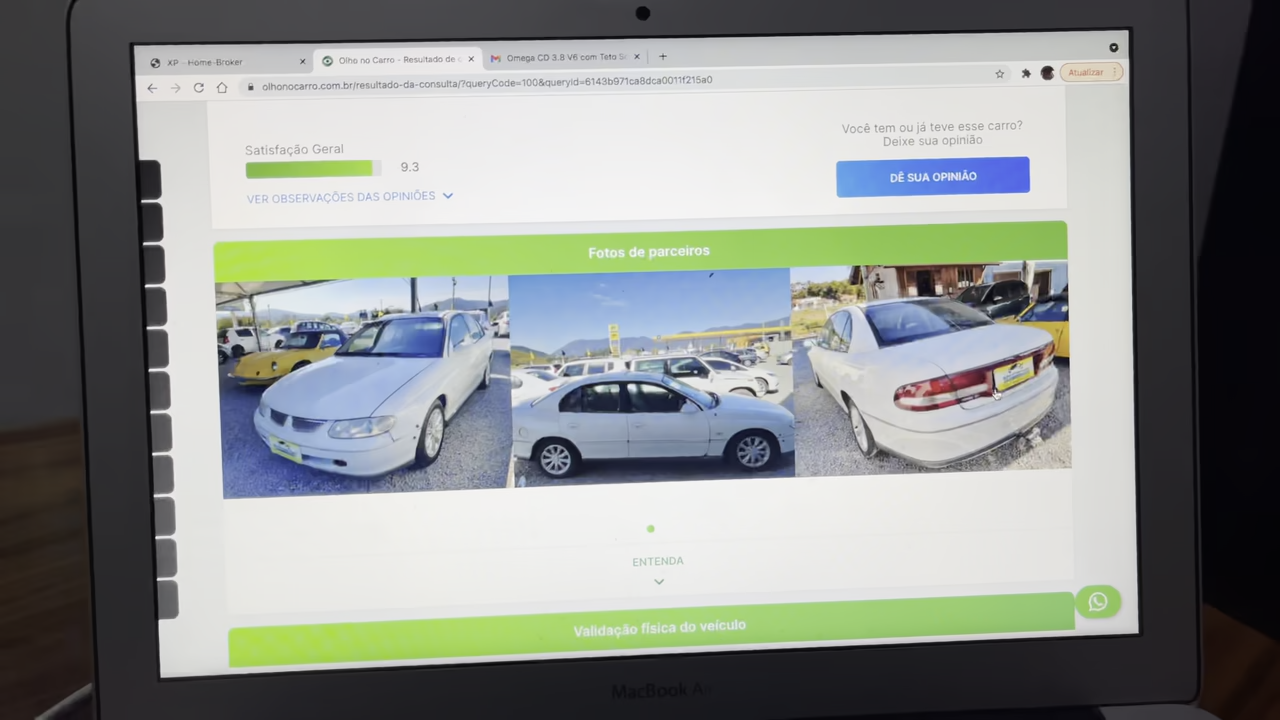 XP - Home-Broker
Olho no Carro - Resultado de c
Omega CD 3.8 V6 com Teto S
olhonocarro.com.br/resultado-da-consulta/?queryCode=100&queryId=6143b971ca8dca0011f215a0
Atualizar
Satisfação Geral
9.3
VER OBSERVAÇÕES DAS OPINIÕES
Você tem ou já teve esse carro?
Deixe sua opinião
DÊ SUA OPINIÃO
Fotos de parceiros
ENTENDA
Validação física do veículo
MacBook Air